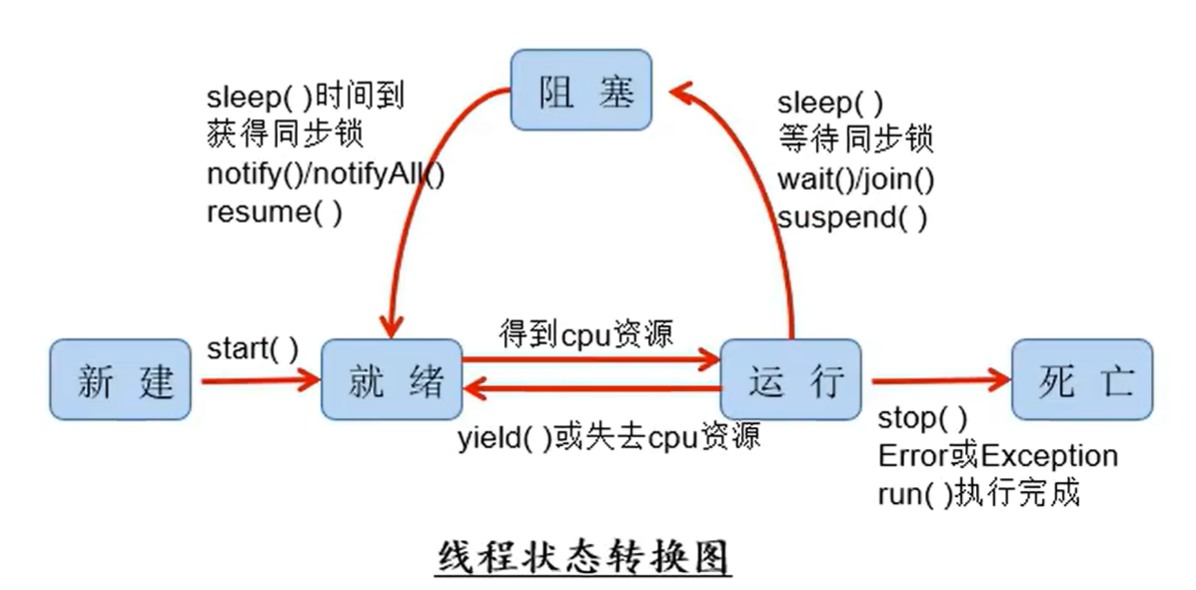 阻 塞
sleep( )时间到
获得同步锁
notify()/notifyAll()
resume( )
sleep( )
等待同步锁
wait()/join()
suspend( )
新 建
start( )
就 绪
得到cpu资源
yield( )或失去cpu资源
运 行
stop( )
Error或Exception
run( )执行完成
死 亡
线程状态转换图